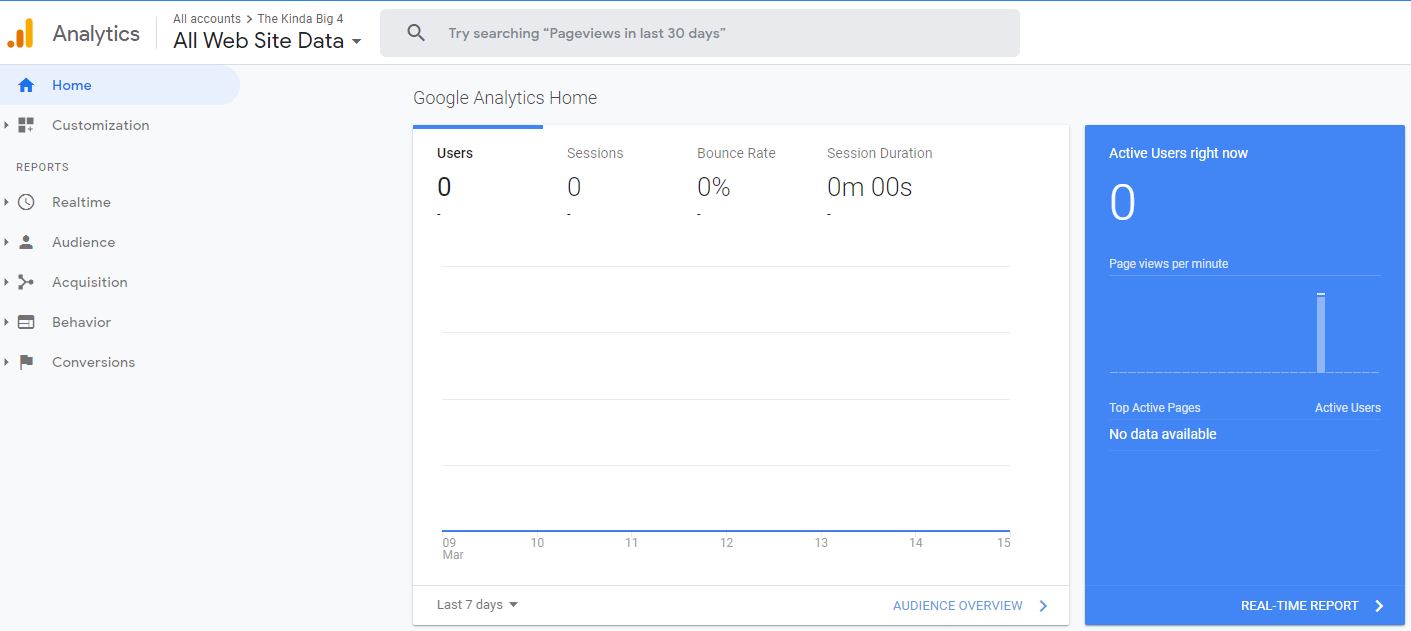 Analytics
All accounts > The Kinda Big 4
All Web Site Data
Try searching “Pageviews in last 30 days”
Home
Customization
REPORTS
Realtime
Audience
Acquisition
Behavior
Conversions
Google Analytics Home
Users Sessions Bounce Rate Session Duration
0 0 0% 0m 00s
- - - -
09 10 11 12 13 14 15
Mar
Last 7 days
AUDIENCE OVERVIEW
Active Users right now
0
Page views per minute
Top Active Pages Active Users
No data available
REAL-TIME REPORT